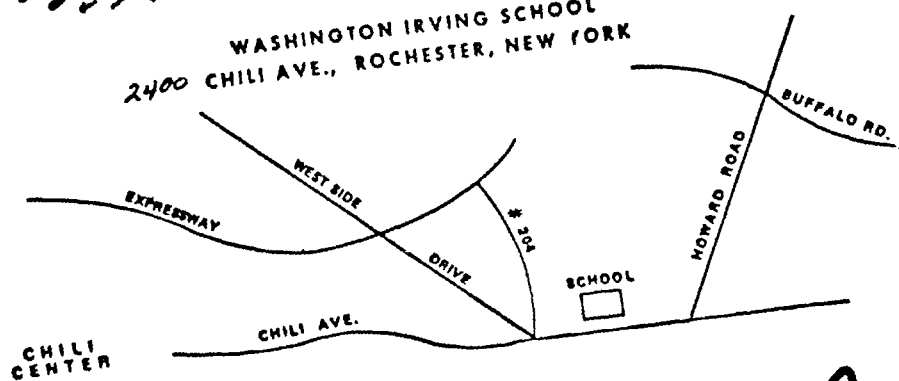 WASHINGTON IRVING SCHOOL
2400 CHILI AVE., ROCHESTER, NEW YORK
BUFFALO RD.
WEST SIDE
HOWARD ROAD
EXPRESSWAY
# 204
DRIVE
SCHOOL
CHILI AVE.
CHILI
CENTER